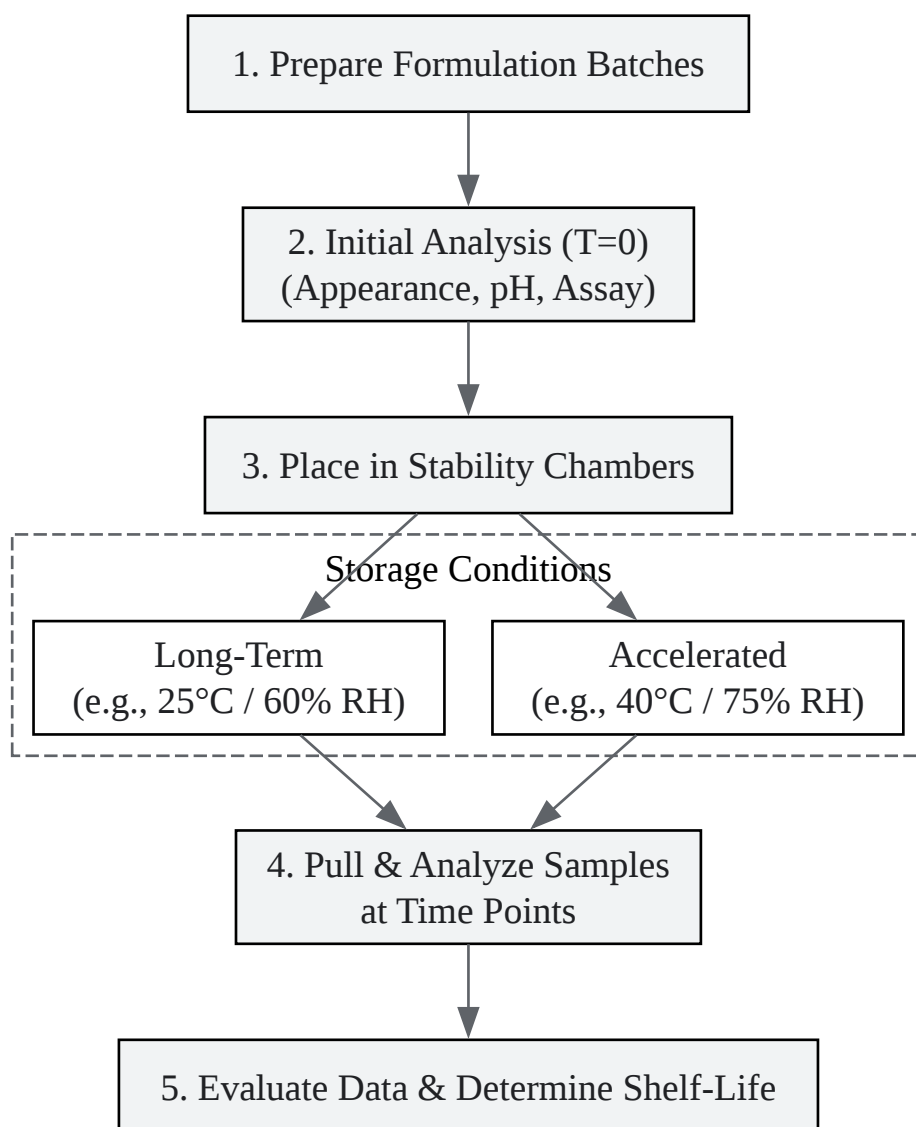 1. Prepare Formulation Batches
2. Initial Analysis (T=0)
(Appearance, pH, Assay)
3. Place in Stability Chambers
Storage Conditions
Long-Term
(e.g., 25°C / 60% RH)
Accelerated
(e.g., 40°C / 75% RH)
4. Pull & Analyze Samples
at Time Points
5. Evaluate Data & Determine Shelf-Life